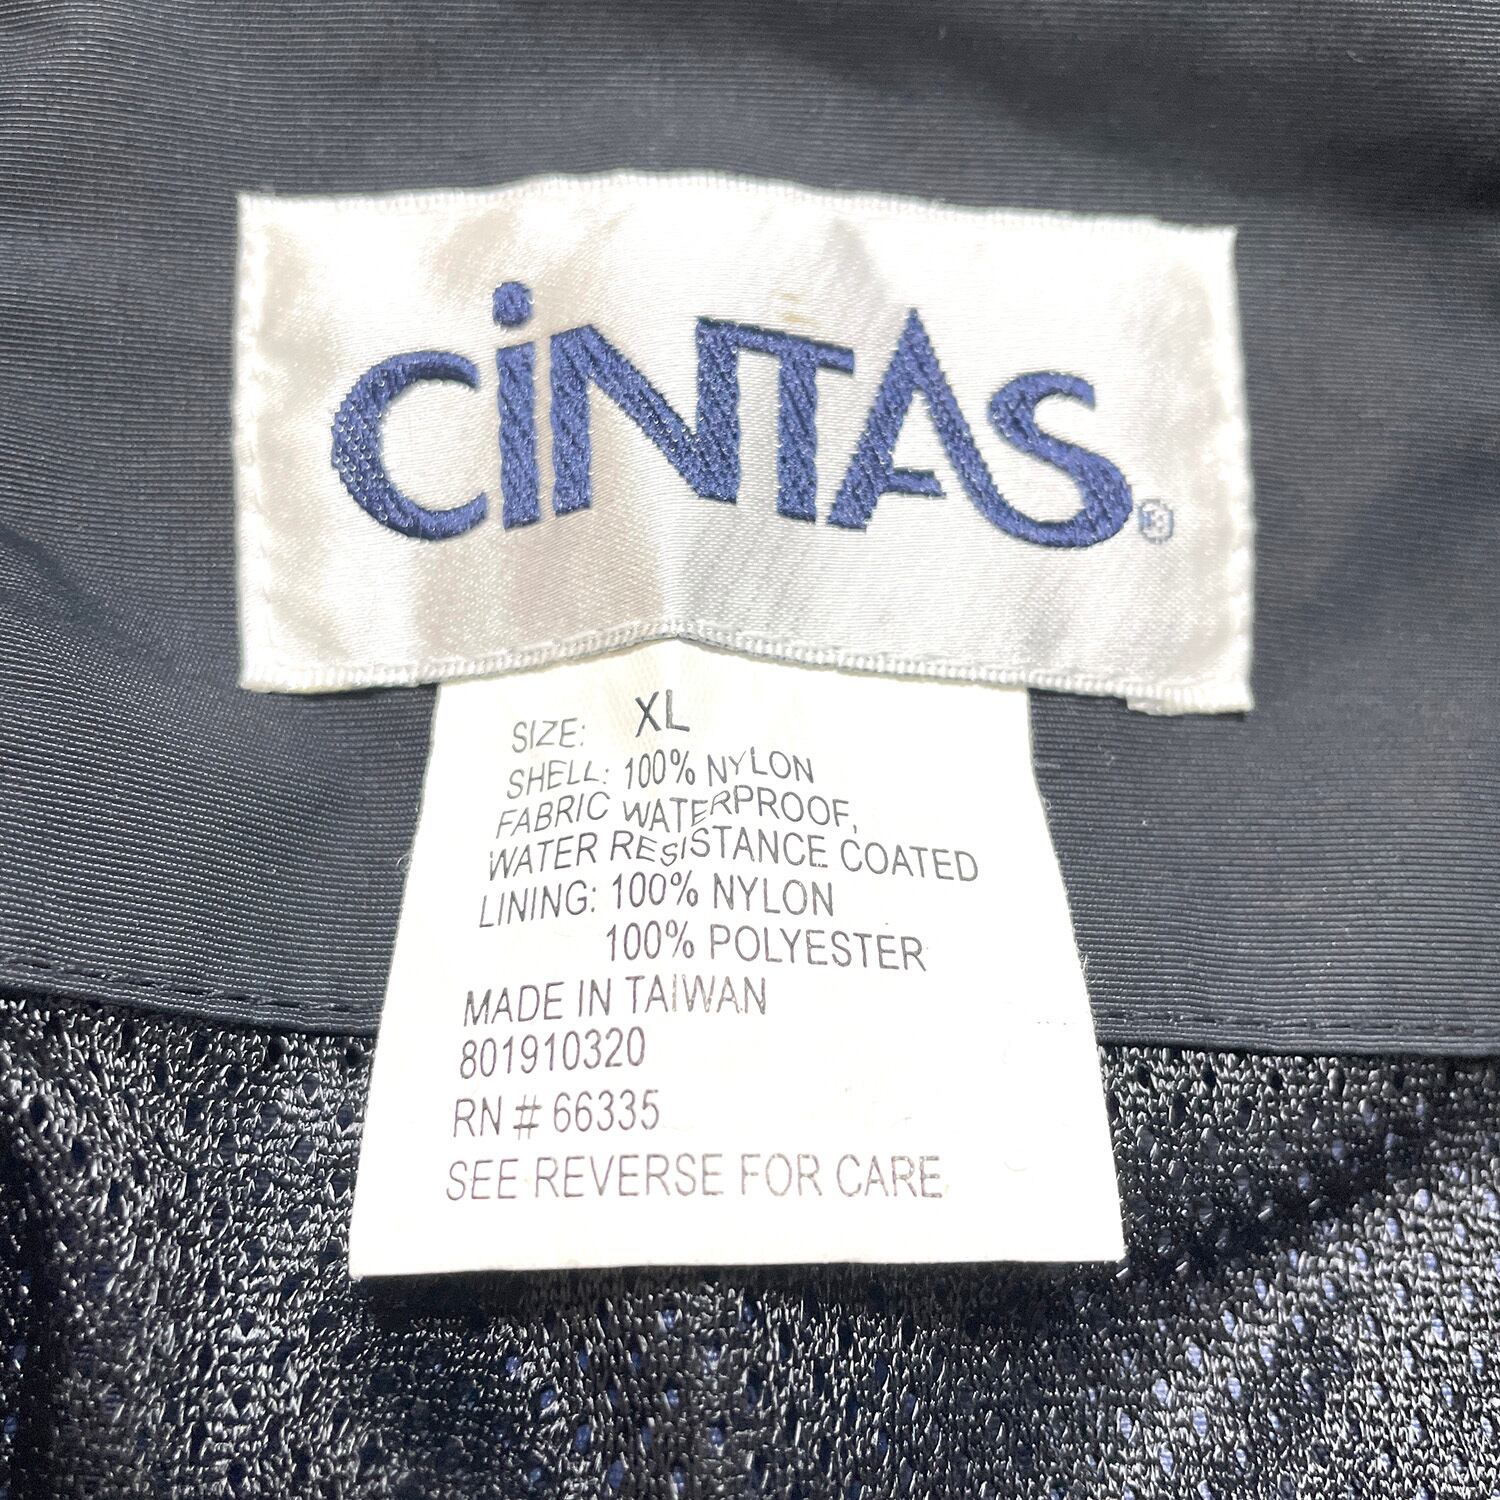 CiNTAS®
SIZE: XL
SHELL: 100% NYLON
FABRIC WATERPROOF,
WATER RESISTANCE COATED
LINING: 100% NYLON
100% POLYESTER
MADE IN TAIWAN
801910320
RN # 66335
SEE REVERSE FOR CARE